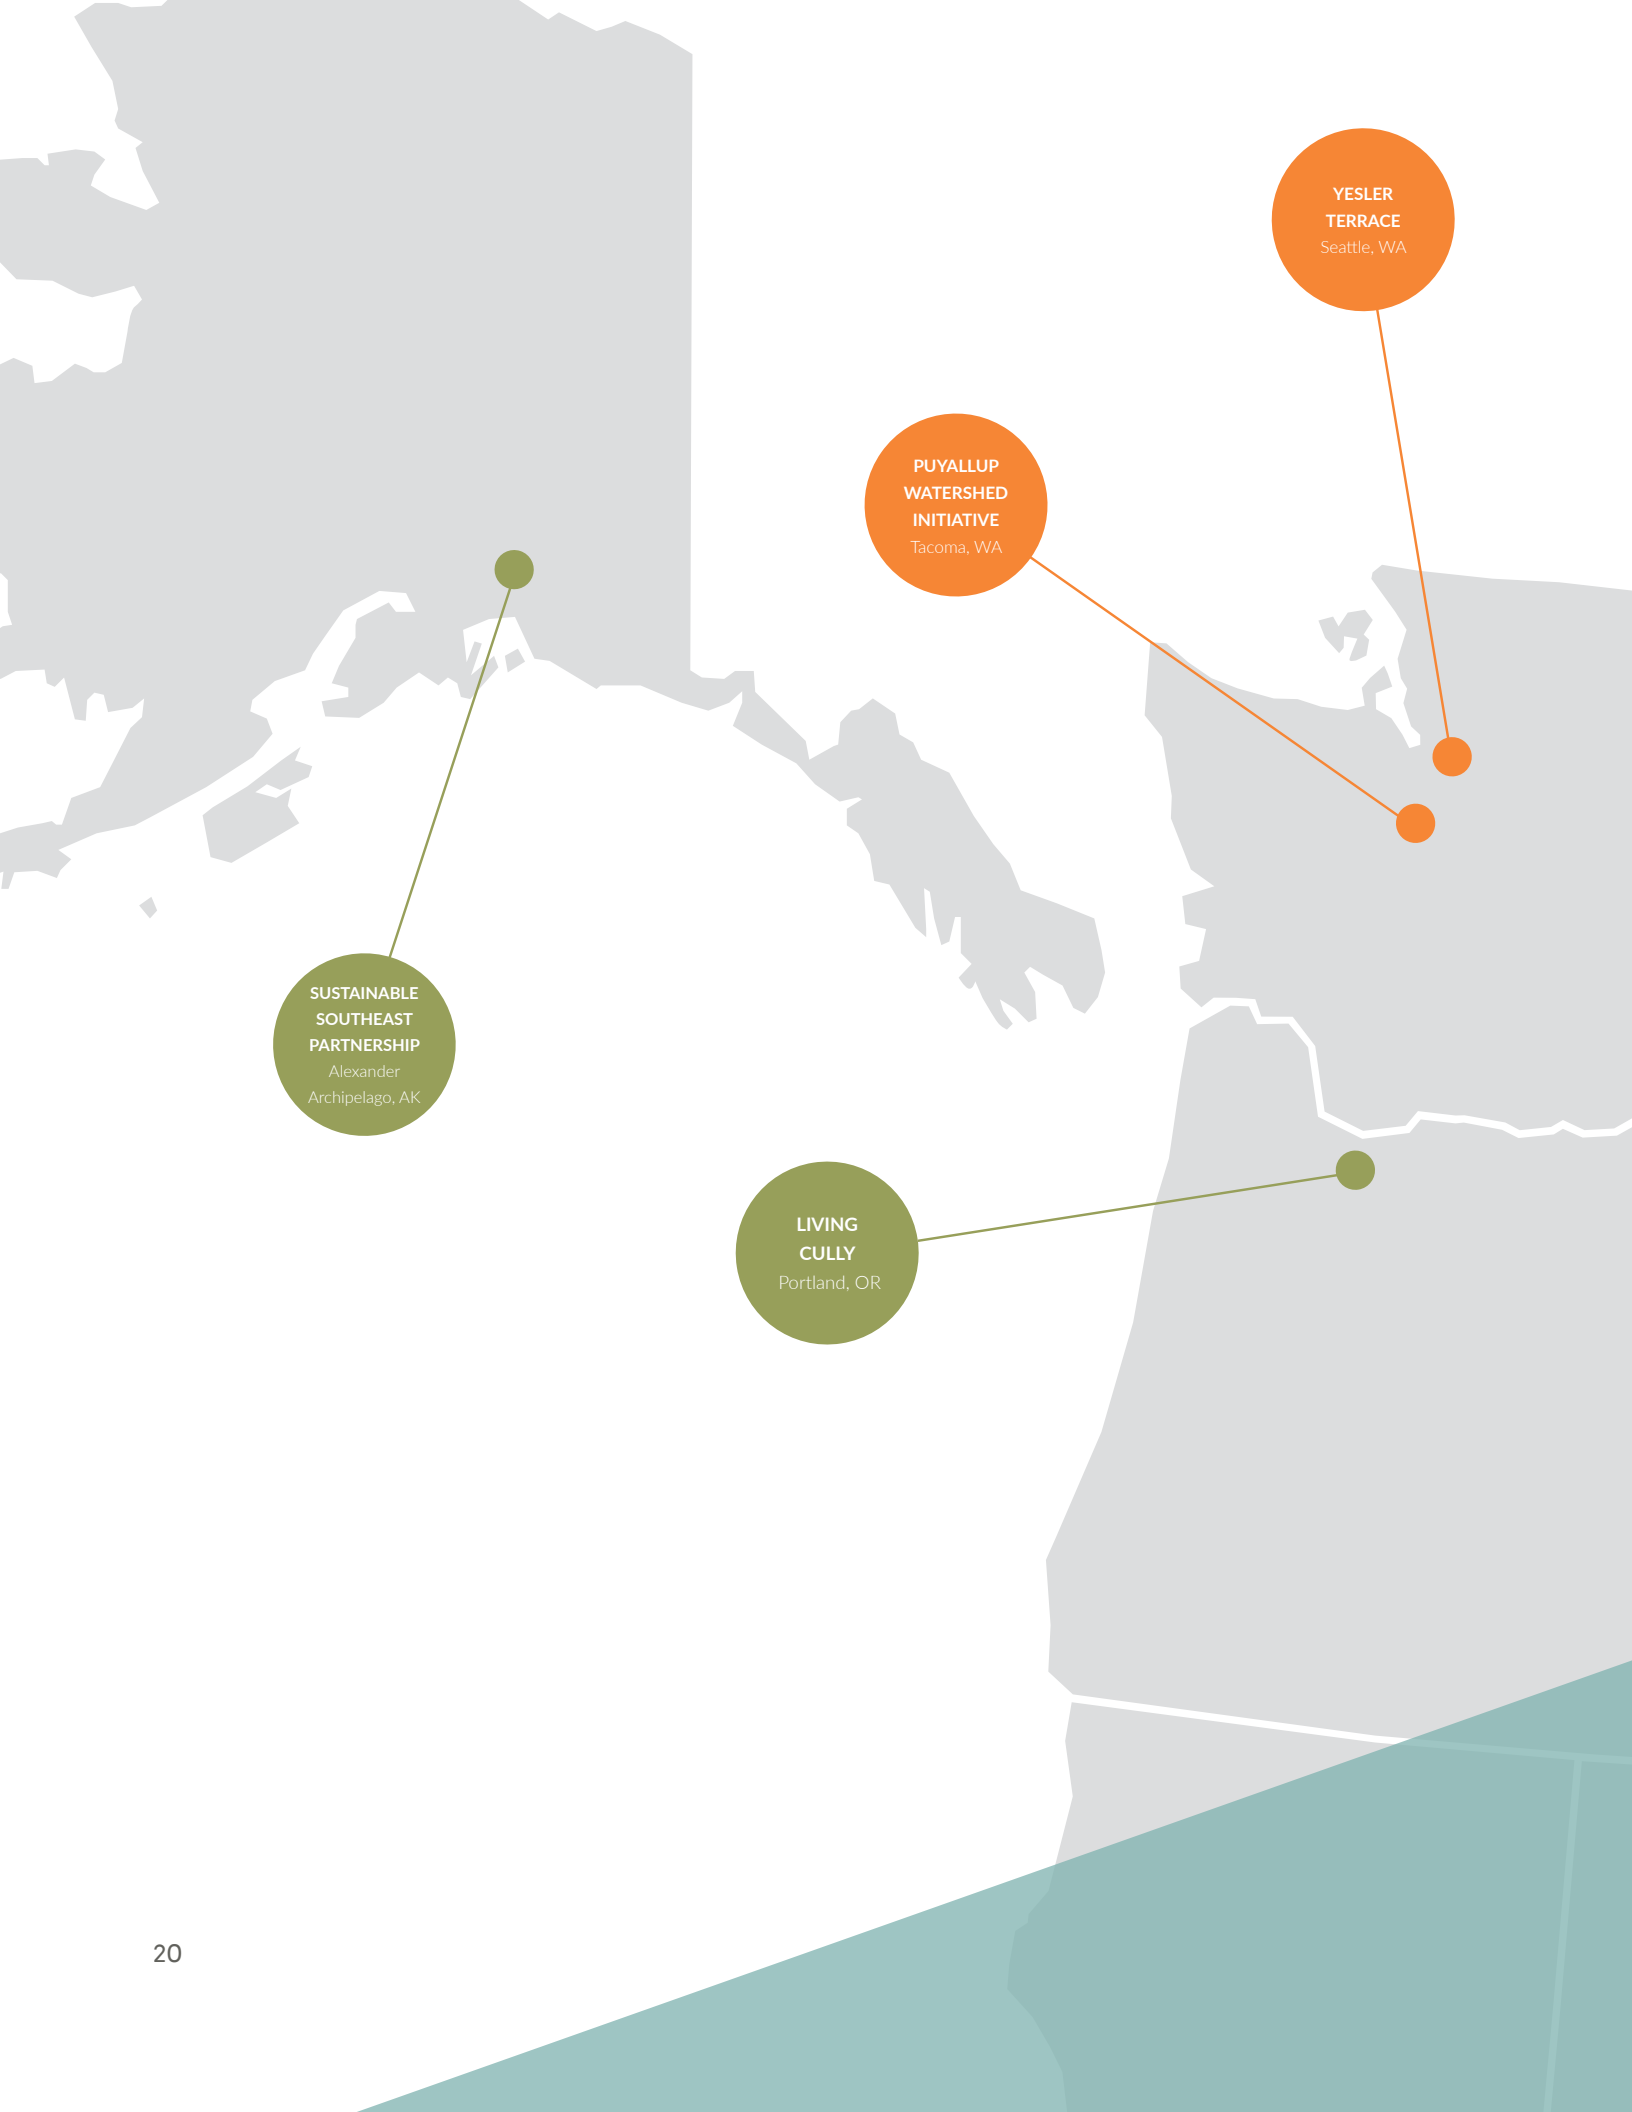 YESLER
TERRACE
Seattle, WA
PUYALLUP
WATERSHED
INITIATIVE
Tacoma, WA
SUSTAINABLE
SOUTHEAST
PARTNERSHIP
Alexander
Archipelago, AK
LIVING
CULLY
Portland, OR
20